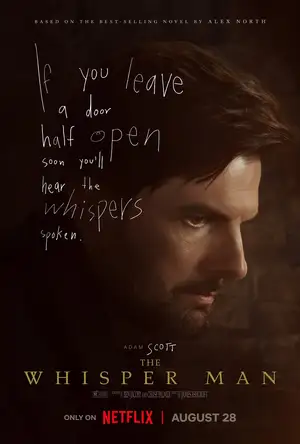 BASED ON THE BEST-SELLING NOVEL BY ALEX NORTH
If you leave
a door
half open
soon you'll
hear the
whispers
spoken.
ADAM SCOTT
THE
WHISPER MAN
ONLY ON NETFLIX | AUGUST 28